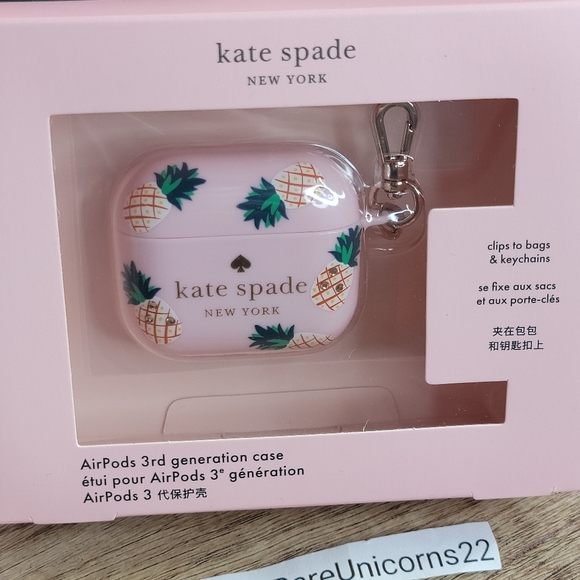 kate spade
NEW YORK
kate spade
NEW YORK
clips to bags
& keychains
se fixe aux sacs
et aux porte-clés
夹在包包
和钥匙扣上
AirPods 3rd generation case
étui pour AirPods 3e génération
AirPods 3 代保护壳